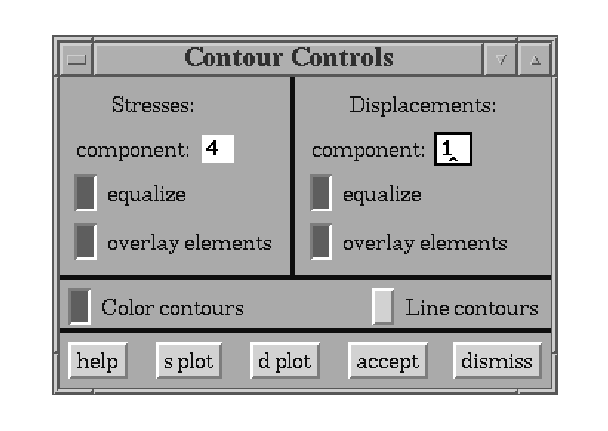 Contour Controls
Stresses:
component: 4
equalize
overlay elements
Displacements:
component: 1
equalize
overlay elements
Color contours
Line contours
help s plot d plot accept dismiss